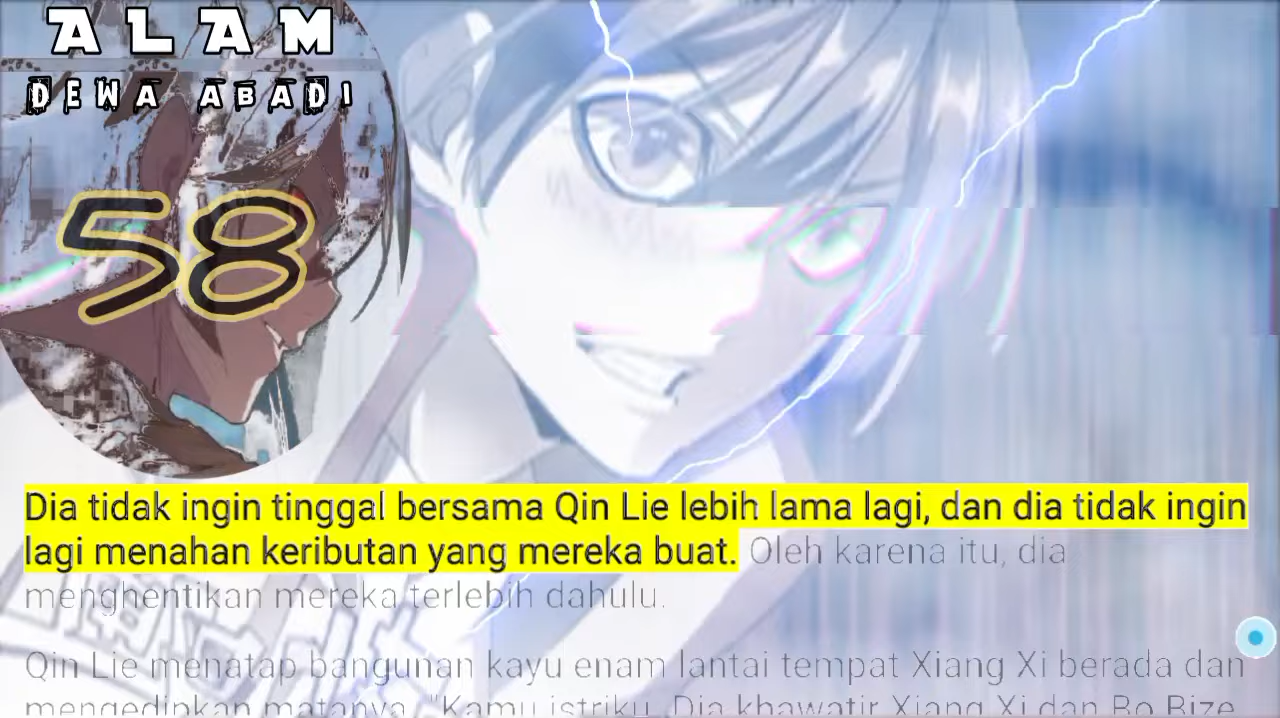 ALAM
DEWA ABADI
58
Dia tidak ingin tinggal bersama Qin Lie lebih lama lagi, dan dia tidak ingin
lagi menahan keributan yang mereka buat. Oleh karena itu, dia
menghentikan mereka terlebih dahulu.
Qin Lie menatap bangunan kayu enam lantai tempat Xiang Xi berada dan
mengedipkan matanya. "Kamu istriku. Dia khawatir Xiang Xi dan Bo Bize